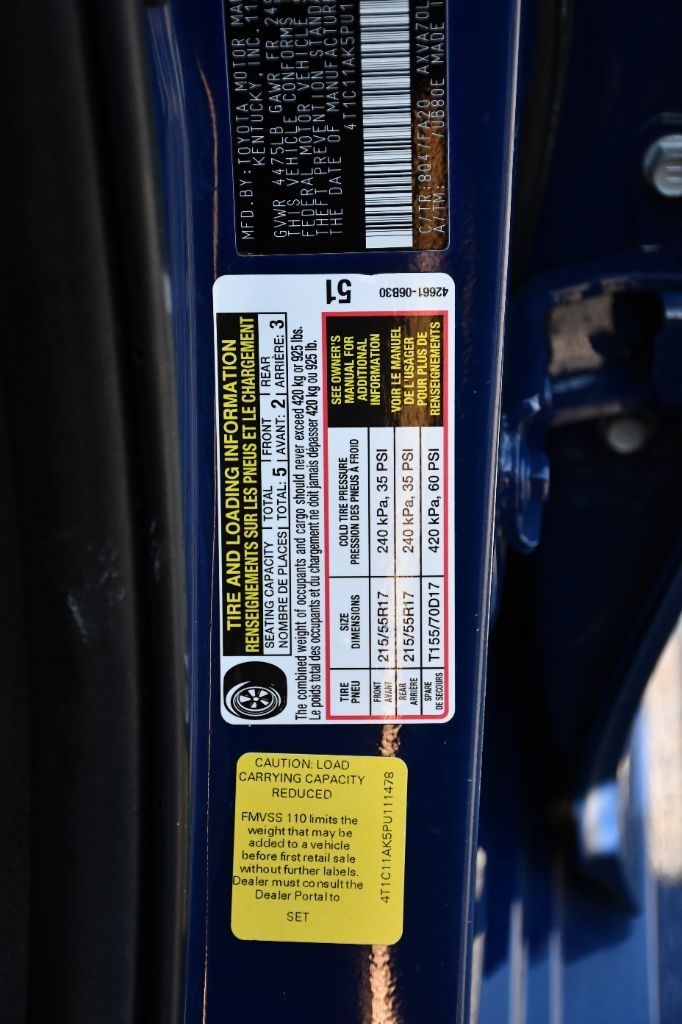 MFD. BY: TOYOTA MOTOR
KENTUCKY, INC.
GVWR 4475LB GAWR FR
THIS VEHICLE CONFORMS
FEDERAL MOTOR VEHICLE
THEFT PREVENTION
THE DATE OF
4T1C11AK5PU1
C/TR: 8047/FA20 AXVA70L
A/TM: /UB80E MADE
51
42661-06B30
TIRE AND LOADING INFORMATION
RENSEIGNEMENTS SUR LES PNEUS ET LE CHARGEMENT
SEATING CAPACITY TOTAL FRONT REAR
NOMBRE DE PLACES TOTAL: 5 AVANT: 2 ARRIÈRE: 3
The combined weight of occupants and cargo should never exceed 420 kg or 925 lbs.
Le poids total des occupants et du chargement ne doit jamais dépasser 420 kg ou 925 lb.
TIRE
PNEU
SIZE
DIMENSIONS
COLD TIRE PRESSURE
PRESSION DES PNEUS À FROID
FRONT
AVANT
215/55R17
240 kPa, 35 PSI
REAR
ARRIÈRE
215/55R17
240 kPa, 35 PSI
SPARE
DE SECOURS
T155/70D17
420 kPa, 60 PSI
SEE OWNER'S
MANUAL FOR
ADDITIONAL
INFORMATION
VOIR LE MANUEL
DE L'USAGER
POUR PLUS DE
RENSEIGNEMENTS
CAUTION: LOAD
CARRYING CAPACITY
REDUCED
FMVSS 110 limits the
weight that may be
added to a vehicle
before first retail sale
without further labels.
Dealer must consult the
Dealer Portal to
SET
4T1C11AK5PU111478